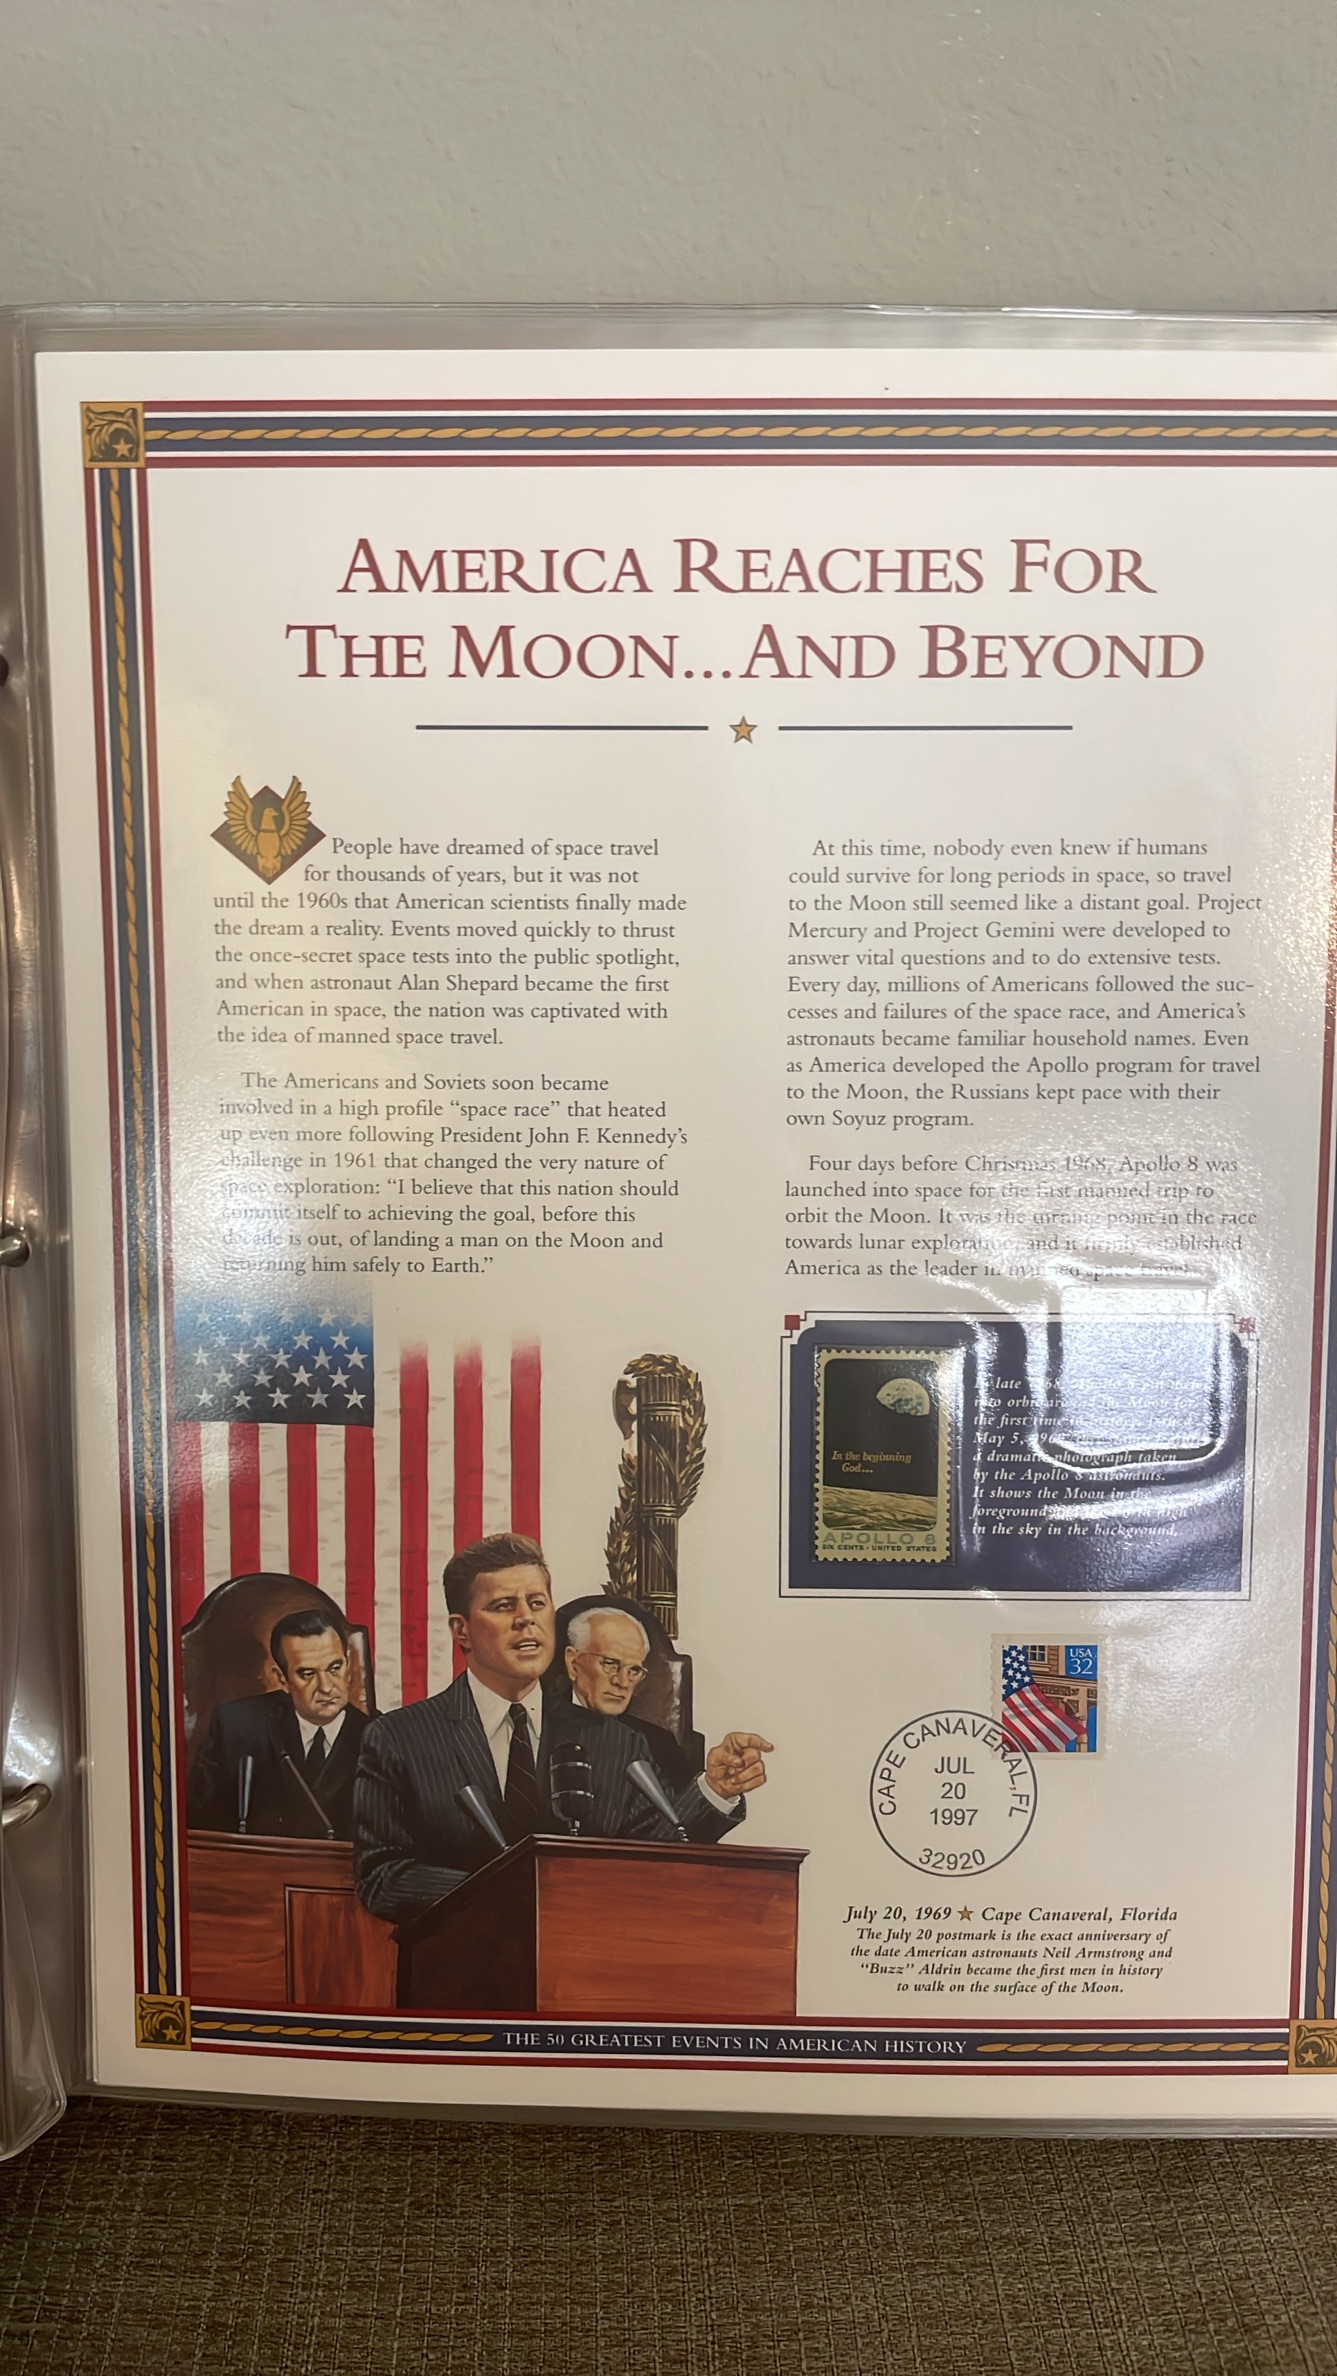 AMERICA REACHES FOR
THE MOON...AND BEYOND
People have dreamed of space travel
for thousands of years, but it was not
until the 1960s that American scientists finally made
the dream a reality. Events moved quickly to thrust
the once-secret space tests into the public spotlight,
and when astronaut Alan Shepard became the first
American in space, the nation was captivated with
the idea of manned space travel.
The Americans and Soviets soon became
involved in a high profile “space race” that heated
up even more following President John F. Kennedy’s
challenge in 1961 that changed the very nature of
space exploration: “I believe that this nation should
commit itself to achieving the goal, before this
decade is out, of landing a man on the Moon and
returning him safely to Earth.”
At this time, nobody even knew if humans
could survive for long periods in space, so travel
to the Moon still seemed like a distant goal. Project
Mercury and Project Gemini were developed to
answer vital questions and to do extensive tests.
Every day, millions of Americans followed the suc-
cesses and failures of the space race, and America’s
astronauts became familiar household names. Even
as America developed the Apollo program for travel
to the Moon, the Russians kept pace with their
own Soyuz program.
Four days before Christmas 1968, Apollo 8 was
launched into space for the first manned trip to
orbit the Moon. It was the turning point in the race
towards lunar exploration, and it firmly established
America as the leader in manned space travel.
In the beginning
God...
APOLLO 8
SIX CENTS · UNITED STATES
late
into orbit around the Moon for
the first time
May 5,
a dramatic photograph taken
by the Apollo 8 astronauts.
It shows the Moon in the
foreground
in the sky in the background.
USA
32
CAPE CANAVERAL, FL
JUL
20
1997
32920
July 20, 1969 ★ Cape Canaveral, Florida
The July 20 postmark is the exact anniversary of
the date American astronauts Neil Armstrong and
“Buzz” Aldrin became the first men in history
to walk on the surface of the Moon.
THE 50 GREATEST EVENTS IN AMERICAN HISTORY